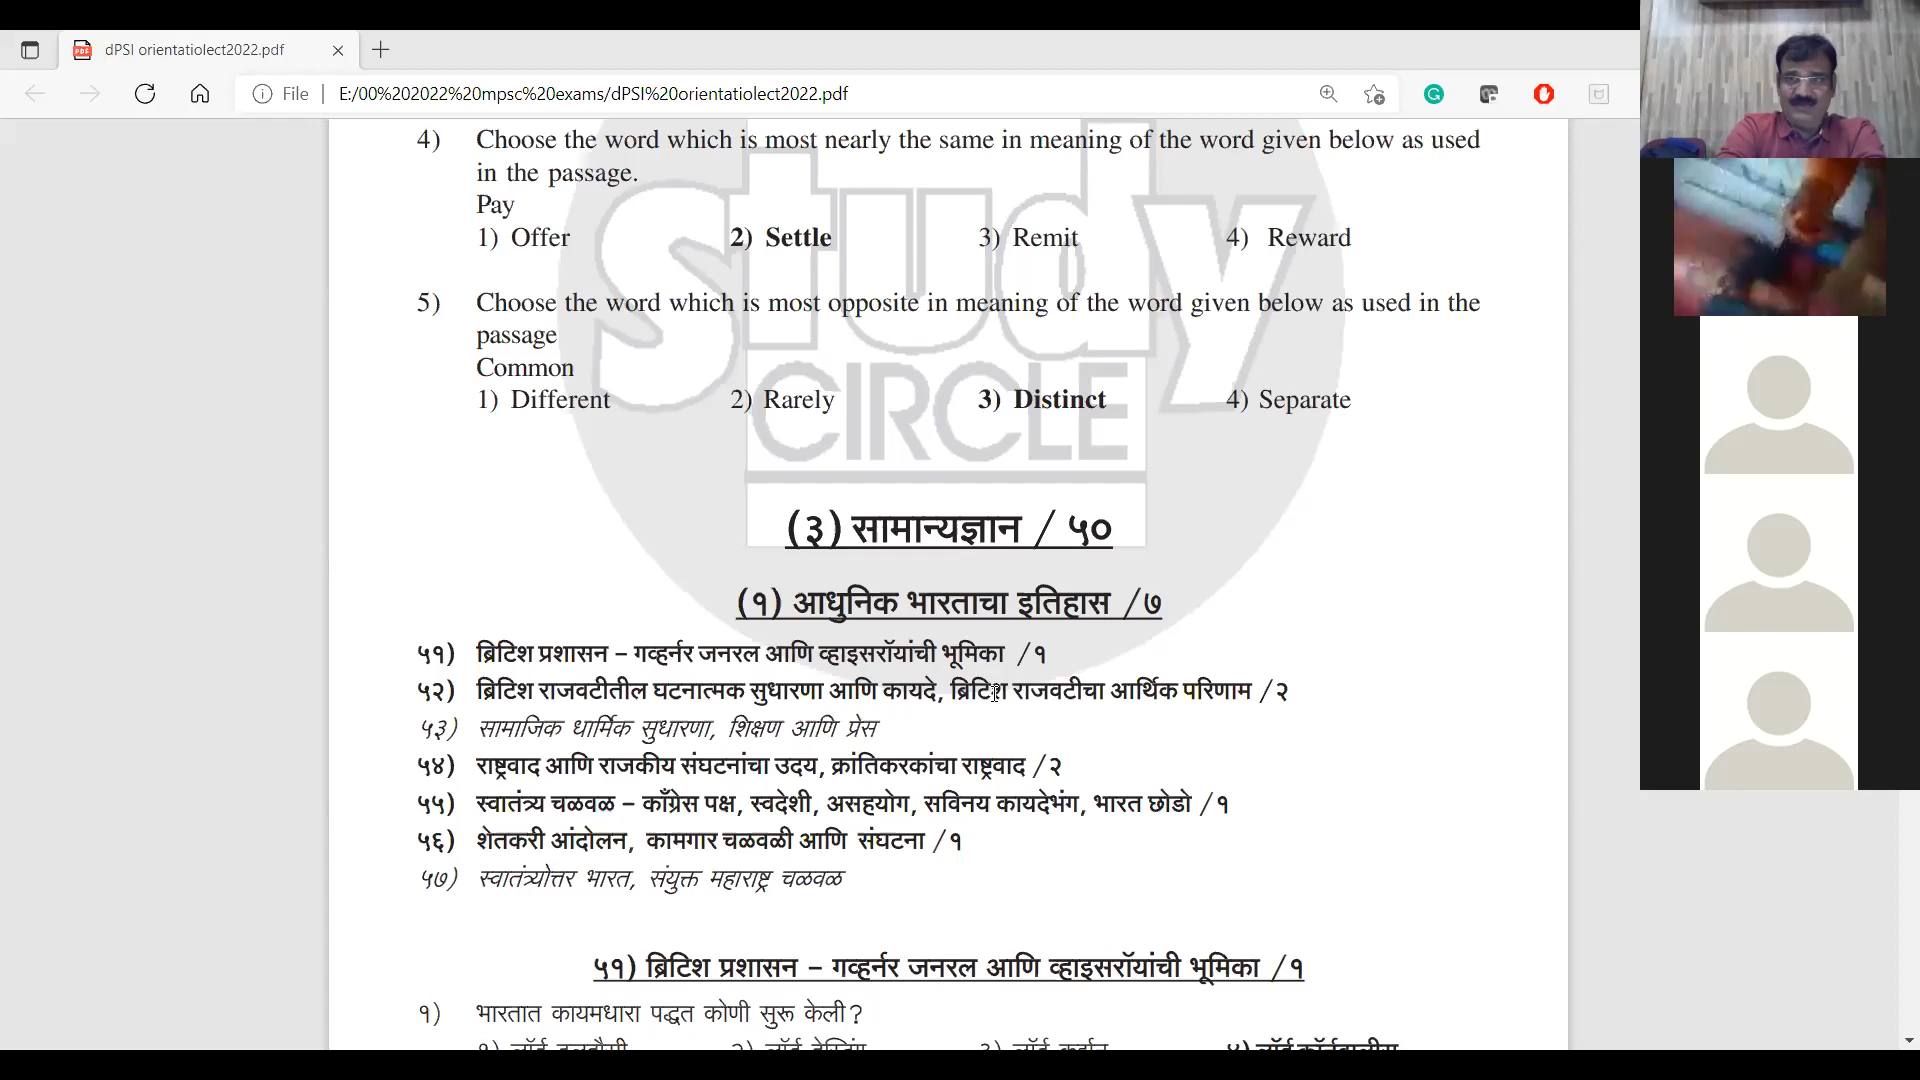 dPSI orientatiolect2022.pdf
File
E:/00%202022%20mpsc%20exams/dPSI%20orientatiolect2022.pdf
4) Choose the word which is most nearly the same in meaning of the word given below as used
in the passage.
Pay
1) Offer 2) Settle 3) Remit 4) Reward
5) Choose the word which is most opposite in meaning of the word given below as used in the
passage
Common
1) Different 2) Rarely 3) Distinct 4) Separate
study
CIRCLE
(३) सामान्यज्ञान / ५०
(१) आधुनिक भारताचा इतिहास /७
५१) ब्रिटिश प्रशासन – गव्हर्नर जनरल आणि व्हाइसरॉयांची भूमिका /१
५२) ब्रिटिश राजवटीतील घटनात्मक सुधारणा आणि कायदे, ब्रिटिश राजवटीचा आर्थिक परिणाम /२
५३) सामाजिक धार्मिक सुधारणा, शिक्षण आणि प्रेस
५४) राष्ट्रवाद आणि राजकीय संघटनांचा उदय, क्रांतिकरकांचा राष्ट्रवाद /२
५५) स्वातंत्र्य चळवळ – काँग्रेस पक्ष, स्वदेशी, असहयोग, सविनय कायदेभंग, भारत छोडो /१
५६) शेतकरी आंदोलन, कामगार चळवळी आणि संघटना /१
५७) स्वातंत्र्योत्तर भारत, संयुक्त महाराष्ट्र चळवळ
५१) ब्रिटिश प्रशासन – गव्हर्नर जनरल आणि व्हाइसरॉयांची भूमिका /१
१) भारतात कायमधारा पद्धत कोणी सुरू केली?